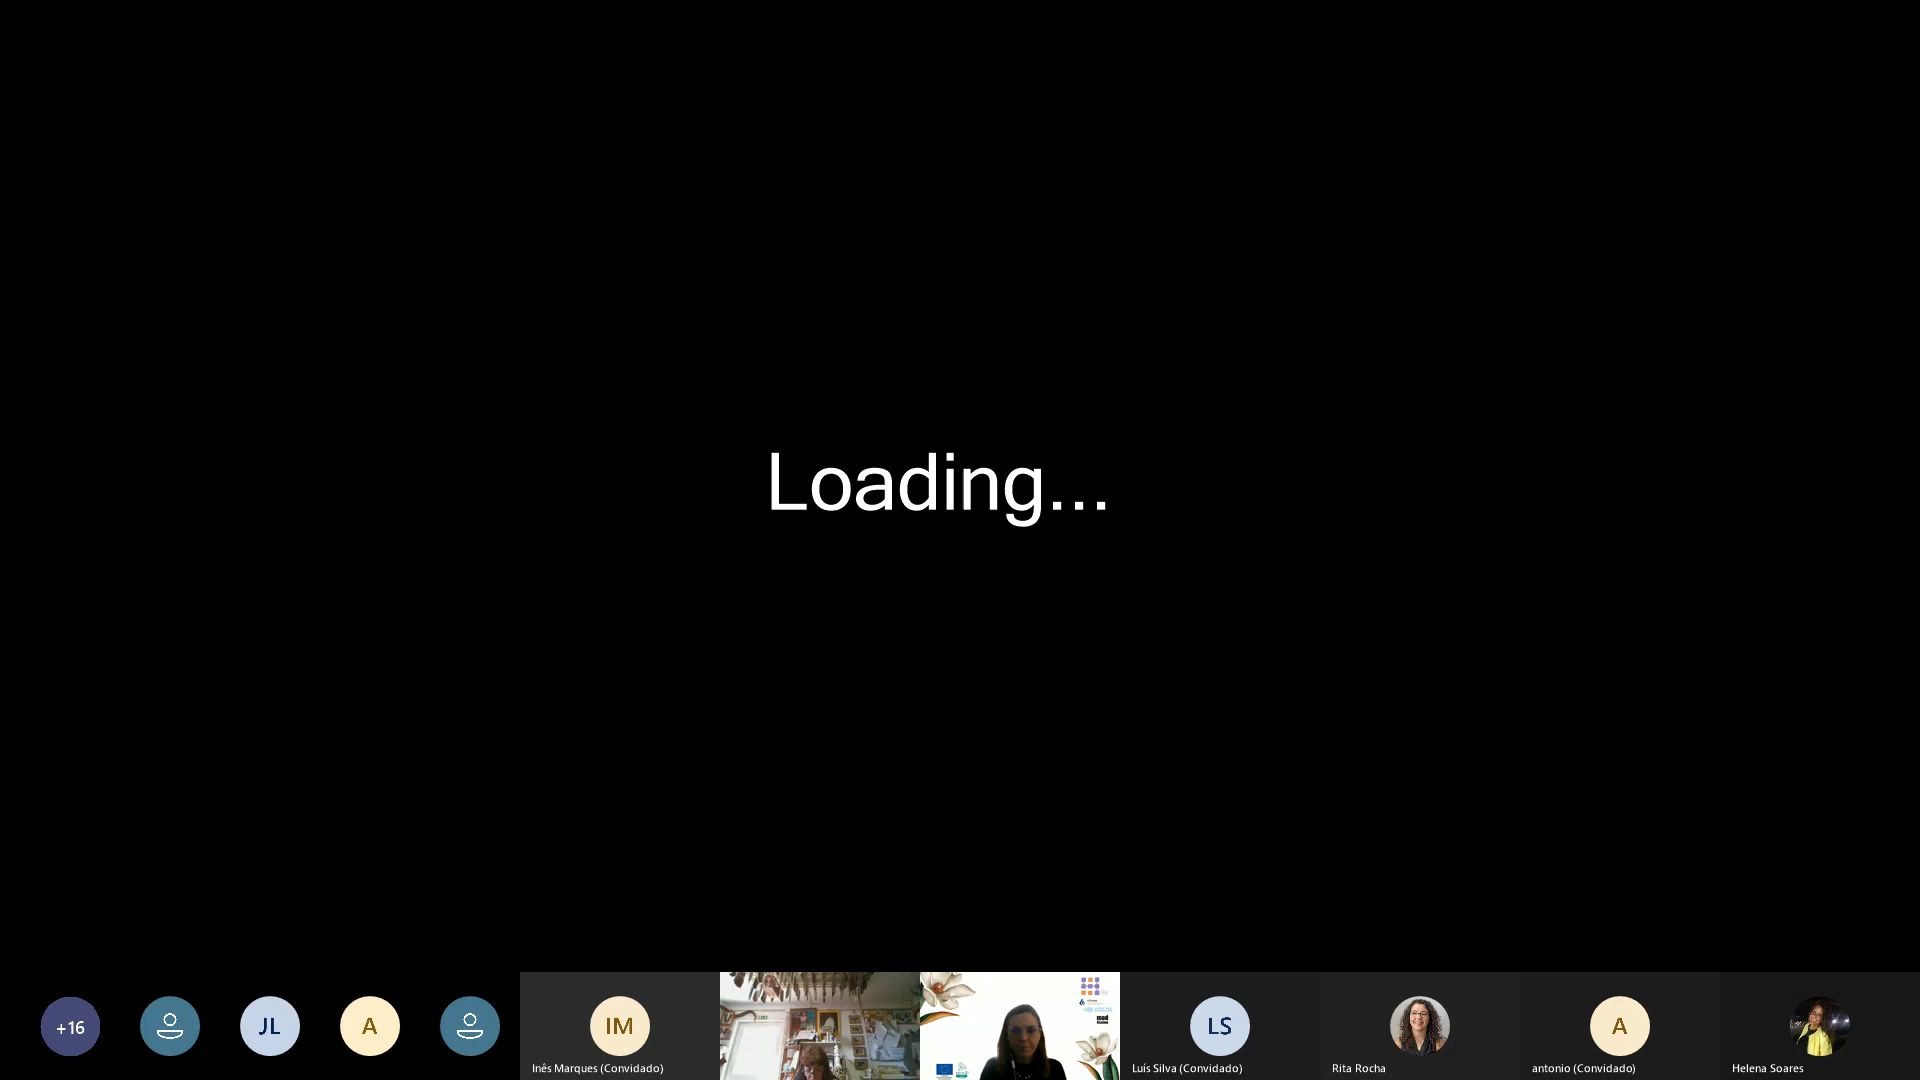 Loading...
+16
JL
A
IM
Inês Marques (Convidado)
LS
Luís Silva (Convidado)
Rita Rocha
A
antonio (Convidado)
Helena Soares